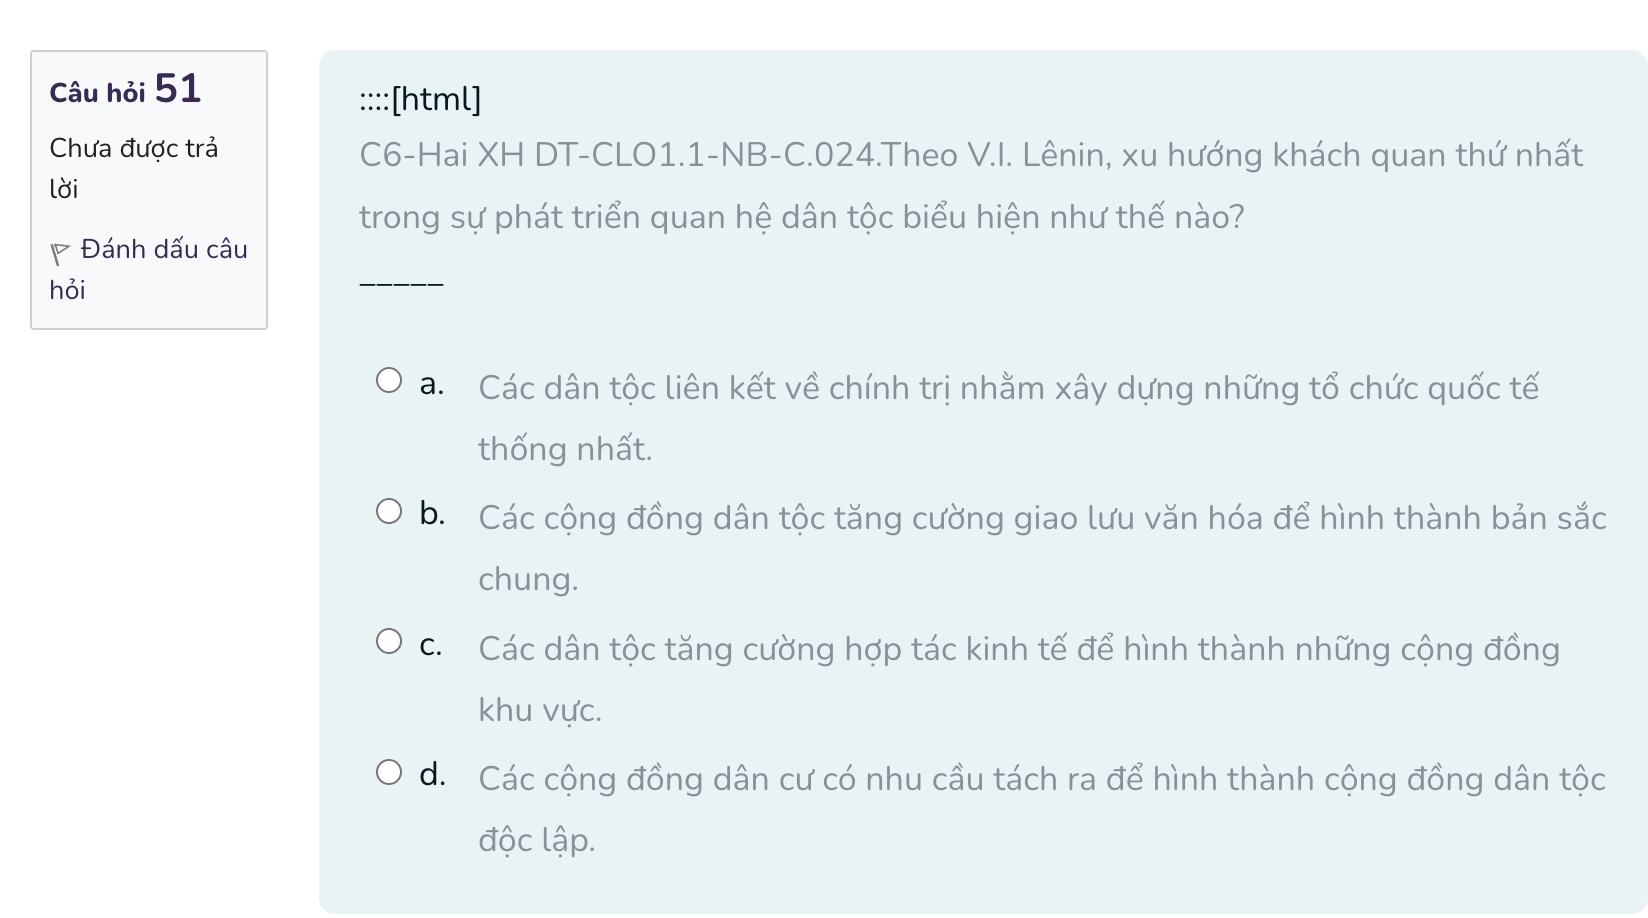 Câu hỏi 51
Chưa được trả
lời
Đánh dấu câu
hỏi
::::[html]
C6-Hai XH DT-CLO1.1-NB-C.024.Theo V.I. Lênin, xu hướng khách quan thứ nhất
trong sự phát triển quan hệ dân tộc biểu hiện như thế nào?
_____
a. Các dân tộc liên kết về chính trị nhằm xây dựng những tổ chức quốc tế
thống nhất.
b. Các cộng đồng dân tộc tăng cường giao lưu văn hóa để hình thành bản sắc
chung.
c. Các dân tộc tăng cường hợp tác kinh tế để hình thành những cộng đồng
khu vực.
d. Các cộng đồng dân cư có nhu cầu tách ra để hình thành cộng đồng dân tộc
độc lập.